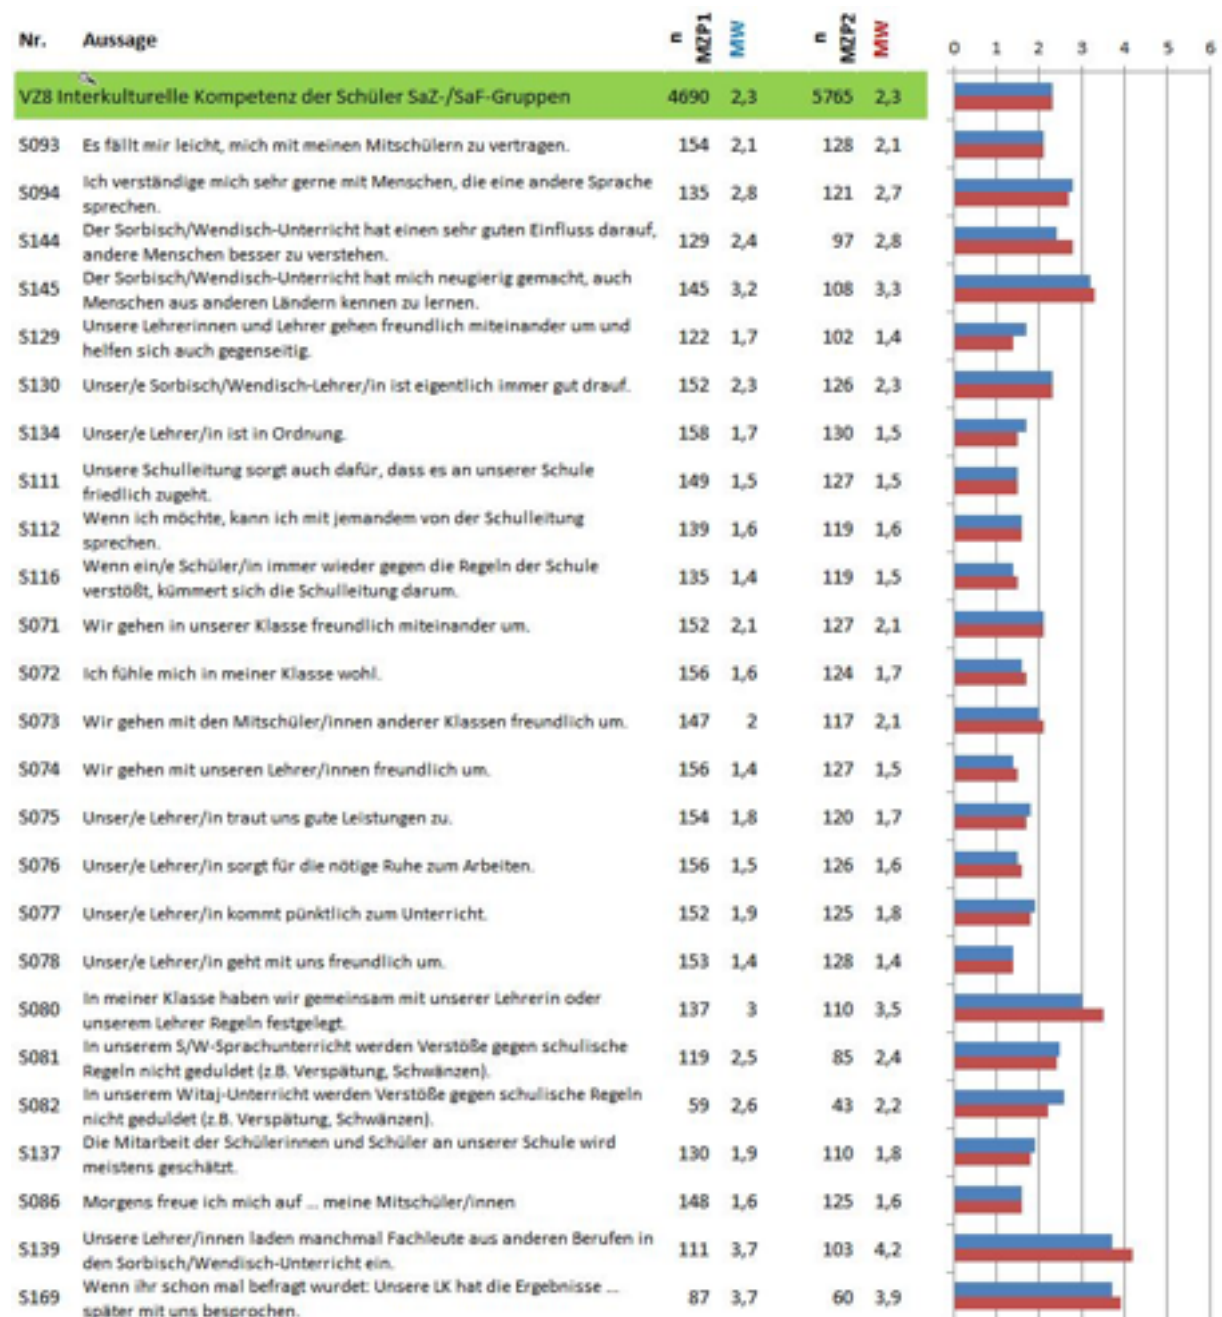 Nr. Aussage n MZP1 MW n MZP2 MW 0 1 2 3 4 5 6
VZ8 Interkulturelle Kompetenz der Schüler SaZ-/SaF-Gruppen 4690 2,3 5765 2,3
S093 Es fällt mir leicht, mich mit meinen Mitschülern zu vertragen. 154 2,1 128 2,1
S094 Ich verständige mich sehr gerne mit Menschen, die eine andere Sprache
sprechen. 135 2,8 121 2,7
S144 Der Sorbisch/Wendisch-Unterricht hat einen sehr guten Einfluss darauf,
andere Menschen besser zu verstehen. 129 2,4 97 2,8
S145 Der Sorbisch/Wendisch-Unterricht hat mich neugierig gemacht, auch
Menschen aus anderen Ländern kennen zu lernen. 145 3,2 108 3,3
S129 Unsere Lehrerinnen und Lehrer gehen freundlich miteinander um und
helfen sich auch gegenseitig. 122 1,7 102 1,4
S130 Unser/e Sorbisch/Wendisch-Lehrer/in ist eigentlich immer gut drauf. 152 2,3 126 2,3
S134 Unser/e Lehrer/in ist in Ordnung. 158 1,7 130 1,5
S111 Unsere Schulleitung sorgt auch dafür, dass es an unserer Schule
friedlich zugeht. 149 1,5 127 1,5
S112 Wenn ich möchte, kann ich mit jemandem von der Schulleitung
sprechen. 139 1,6 119 1,6
S116 Wenn ein/e Schüler/in immer wieder gegen die Regeln der Schule
verstößt, kümmert sich die Schulleitung darum. 135 1,4 119 1,5
S071 Wir gehen in unserer Klasse freundlich miteinander um. 152 2,1 127 2,1
S072 Ich fühle mich in meiner Klasse wohl. 156 1,6 124 1,7
S073 Wir gehen mit den Mitschüler/innen anderer Klassen freundlich um. 147 2 117 2,1
S074 Wir gehen mit unseren Lehrer/innen freundlich um. 156 1,4 127 1,5
S075 Unser/e Lehrer/in traut uns gute Leistungen zu. 154 1,8 120 1,7
S076 Unser/e Lehrer/in sorgt für die nötige Ruhe zum Arbeiten. 156 1,5 126 1,6
S077 Unser/e Lehrer/in kommt pünktlich zum Unterricht. 152 1,9 125 1,8
S078 Unser/e Lehrer/in geht mit uns freundlich um. 153 1,4 128 1,4
S080 In meiner Klasse haben wir gemeinsam mit unserer Lehrerin oder
unserem Lehrer Regeln festgelegt. 137 3 110 3,5
S081 In unserem S/W-Sprachunterricht werden Verstöße gegen schulische
Regeln nicht geduldet (z.B. Verspätung, Schwänzen). 119 2,5 85 2,4
S082 In unserem Witaj-Unterricht werden Verstöße gegen schulische Regeln
nicht geduldet (z.B. Verspätung, Schwänzen). 59 2,6 43 2,2
S137 Die Mitarbeit der Schülerinnen und Schüler an unserer Schule wird
meistens geschätzt. 130 1,9 110 1,8
S086 Morgens freue ich mich auf ... meine Mitschüler/innen 148 1,6 125 1,6
S139 Unsere Lehrer/innen laden manchmal Fachleute aus anderen Berufen in
den Sorbisch/Wendisch-Unterricht ein. 111 3,7 103 4,2
S169 Wenn ihr schon mal befragt wurdet: Unsere LK hat die Ergebnisse ...
später mit uns besprochen. 87 3,7 60 3,9